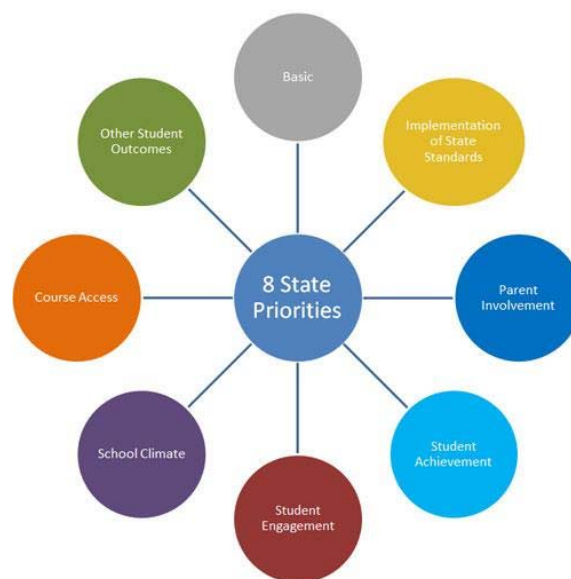 Basic
Implementation
of State
Standards
Parent
Involvement
Student
Achievement
Student
Engagement
School Climate
Course Access
Other Student
Outcomes
8 State
Priorities